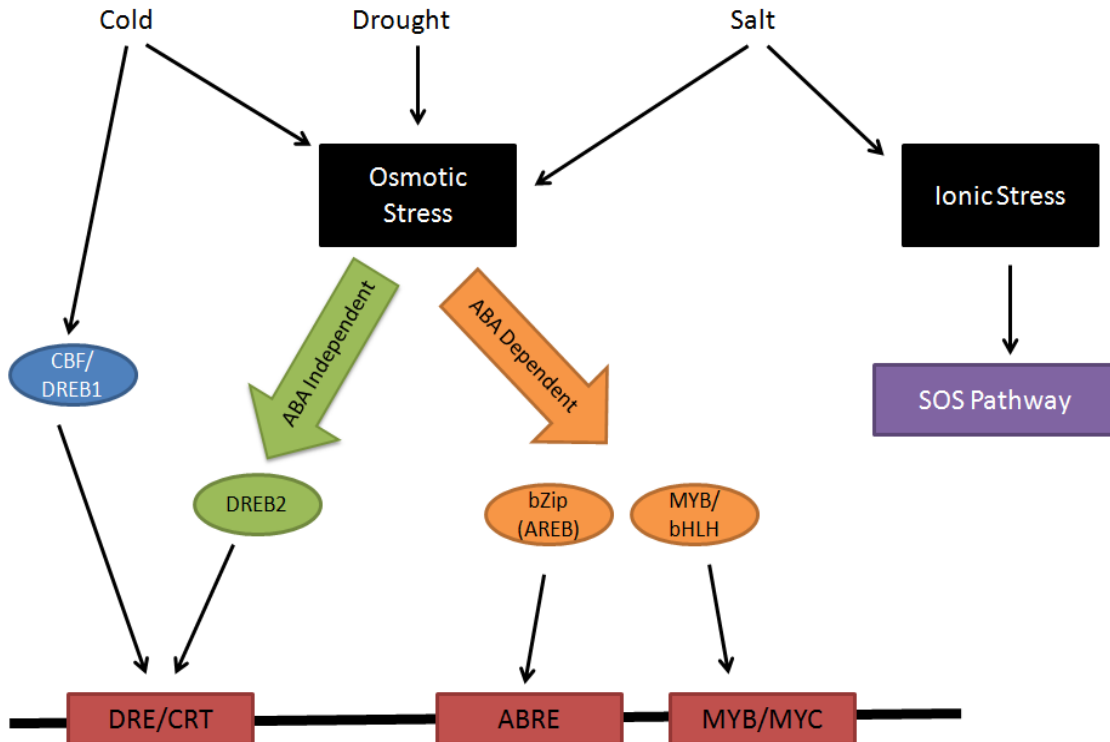 Cold
Drought
Salt
Osmotic
Stress
Ionic Stress
ABA Independent
ABA Dependent
CBF/
DREB1
SOS Pathway
DREB2
bZip
(AREB)
MYB/
bHLH
DRE/CRT
ABRE
MYB/MYC